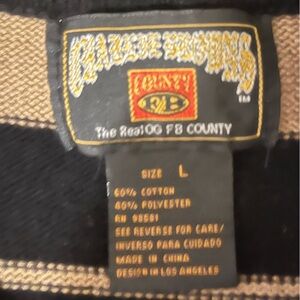 COUNTY
FB
TM
The Real OG FB COUNTY
SIZE L
60% COTTON
40% POLYESTER
RN 98581
SEE REVERSE FOR CARE/
INVERSO PARA CUIDADO
MADE IN CHINA
DESIGN IN LOS ANGELES